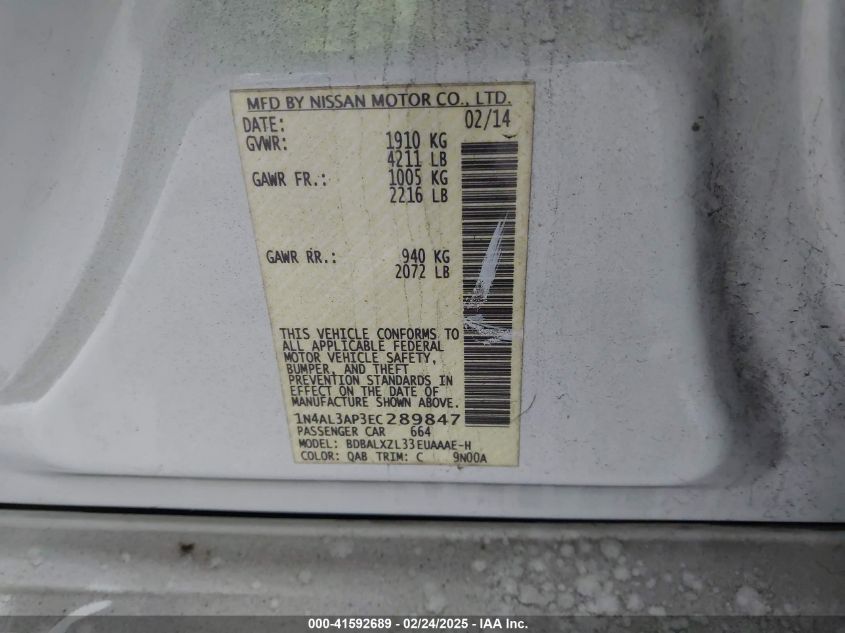 MFD BY NISSAN MOTOR CO., LTD.
DATE: 02/14
GVWR: 1910 KG
4211 LB
GAWR FR.: 1005 KG
2216 LB
GAWR RR.: 940 KG
2072 LB
THIS VEHICLE CONFORMS TO
ALL APPLICABLE FEDERAL
MOTOR VEHICLE SAFETY,
BUMPER, AND THEFT
PREVENTION STANDARDS IN
EFFECT ON THE DATE OF
MANUFACTURE SHOWN ABOVE.
1N4AL3AP3EC289847
PASSENGER CAR 664
MODEL: BDBALXZL33EUAAAE-H
COLOR: QAB TRIM: C 9N00A
000-41592689 - 02/24/2025 - IAA Inc.